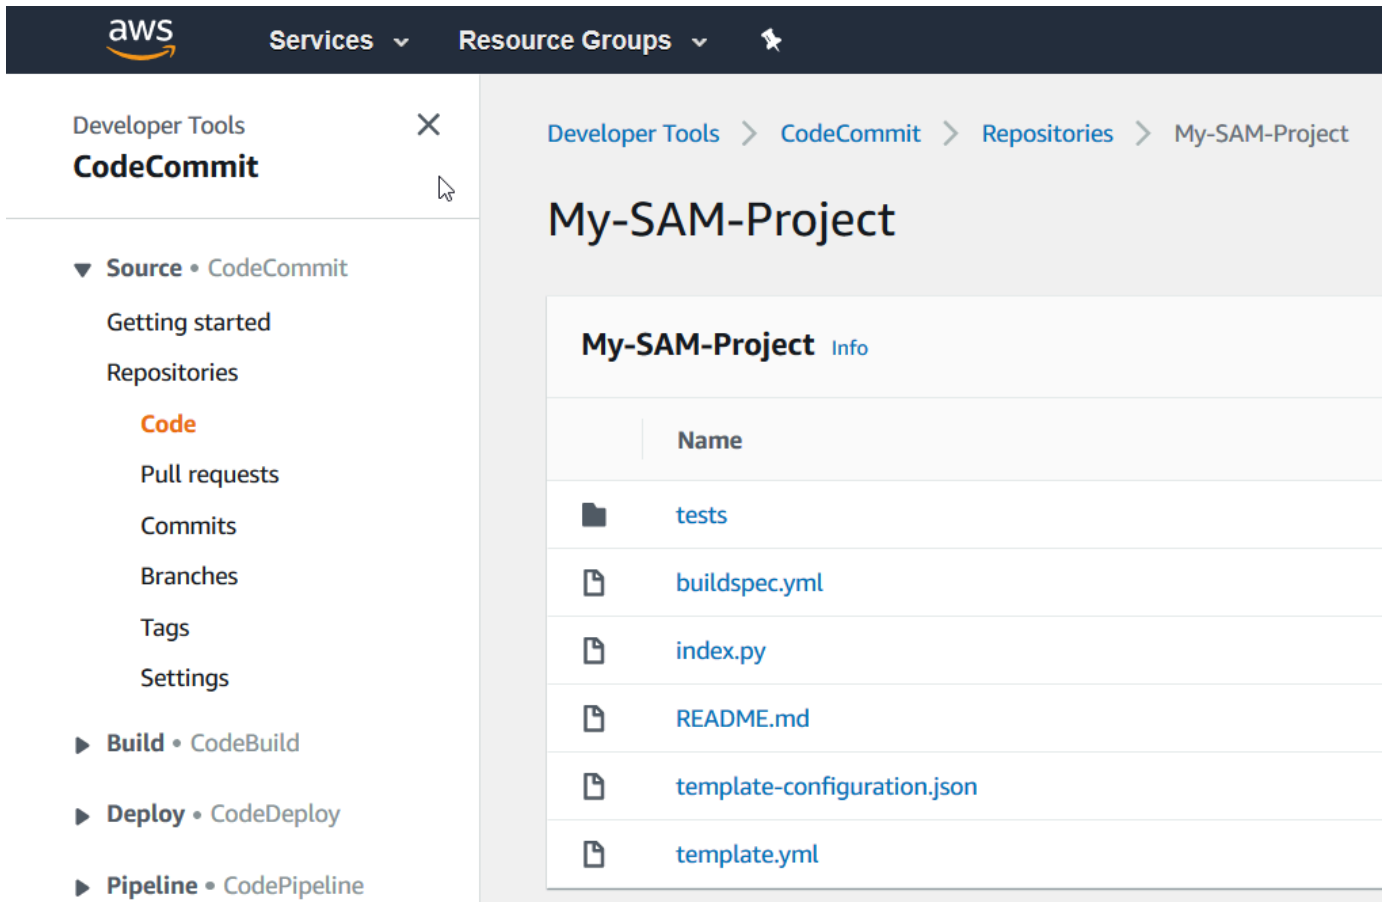 aws Services Resource Groups
Developer Tools
CodeCommit
Source • CodeCommit
Getting started
Repositories
Code
Pull requests
Commits
Branches
Tags
Settings
Build • CodeBuild
Deploy • CodeDeploy
Pipeline • CodePipeline
Developer Tools > CodeCommit > Repositories > My-SAM-Project
My-SAM-Project
My-SAM-Project Info
Name
tests
buildspec.yml
index.py
README.md
template-configuration.json
template.yml